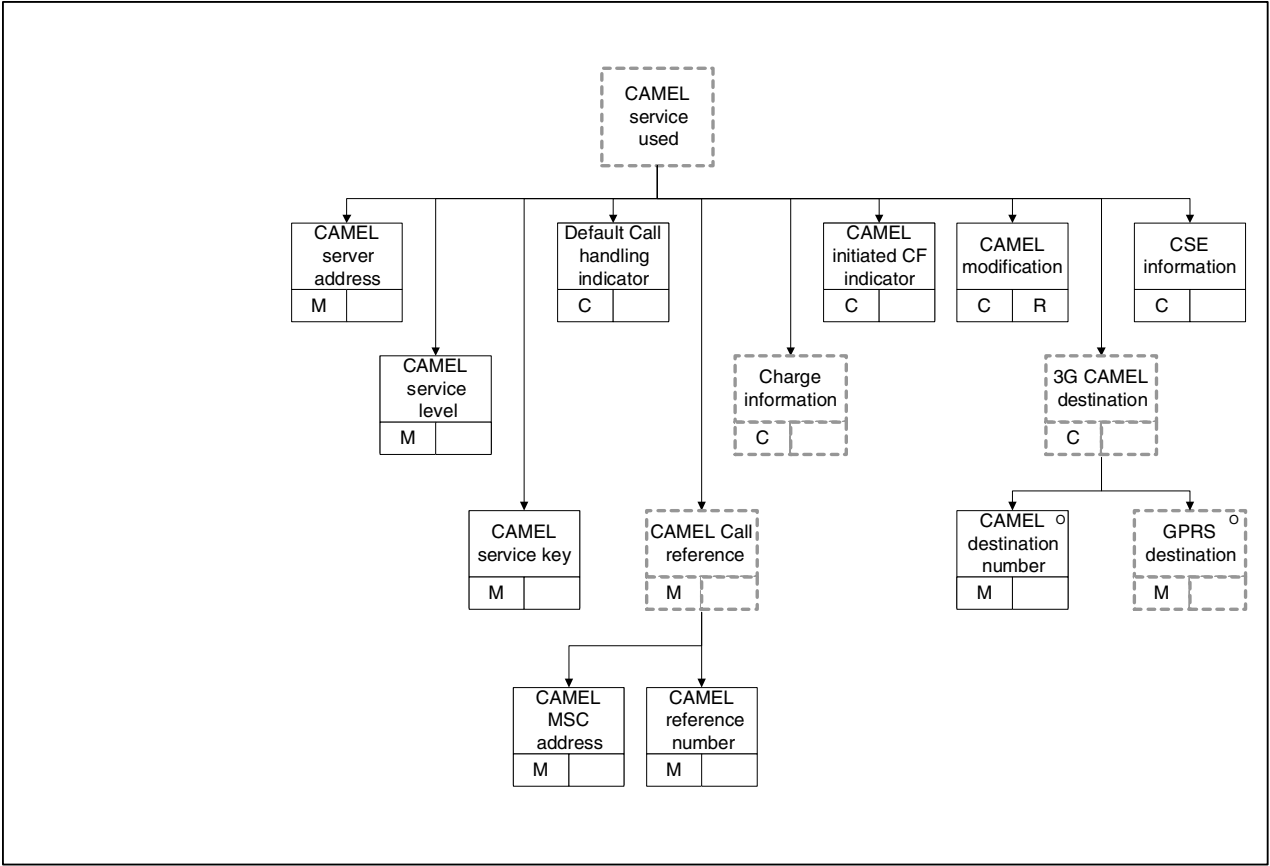 CAMEL
service
used
CAMEL
server
address
M
Default Call
handling
indicator
C
CAMEL
initiated CF
indicator
C
CAMEL
modification
C R
CSE
information
C
CAMEL
service
level
M
Charge
information
C
3G CAMEL
destination
C
CAMEL
service key
M
CAMEL Call
reference
M
CAMEL O
destination
number
M
GPRS O
destination
M
CAMEL
MSC
address
M
CAMEL
reference
number
M